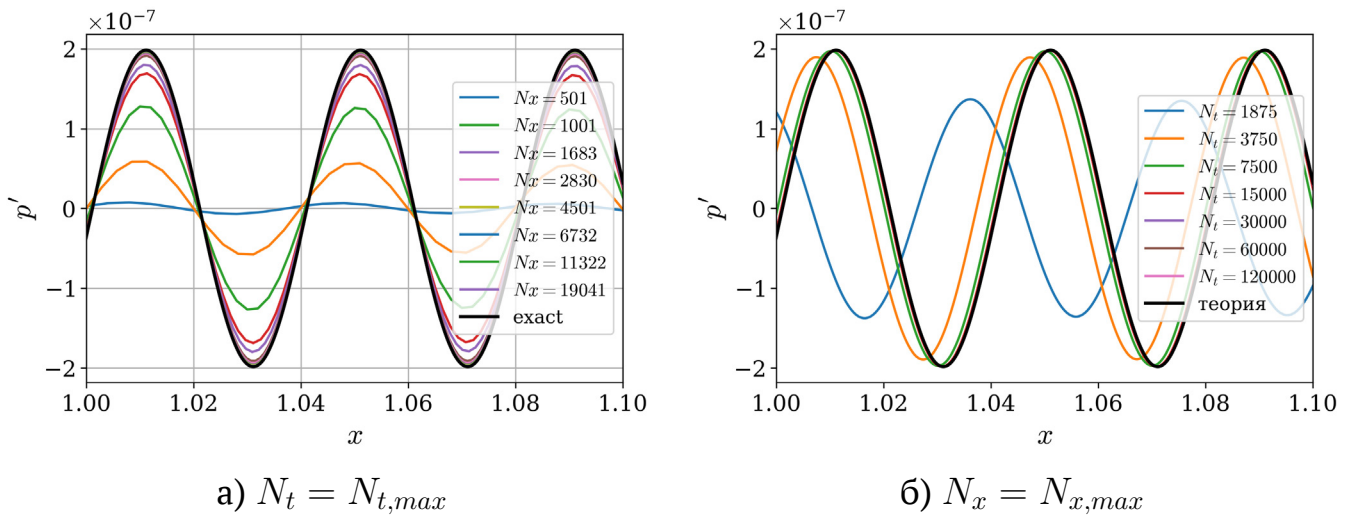 ×10⁻⁷
2
1
0
−1
−2
p′
1.00 1.02 1.04 1.06 1.08 1.10
x
Nx = 501
Nx = 1001
Nx = 1683
Nx = 2830
Nx = 4501
Nx = 6732
Nx = 11322
Nx = 19041
exact
а) N_t = N_{t,max}
×10⁻⁷
2
1
0
−1
−2
p′
1.00 1.02 1.04 1.06 1.08 1.10
x
N_t = 1875
N_t = 3750
N_t = 7500
N_t = 15000
N_t = 30000
N_t = 60000
N_t = 120000
теория
б) N_x = N_{x,max}